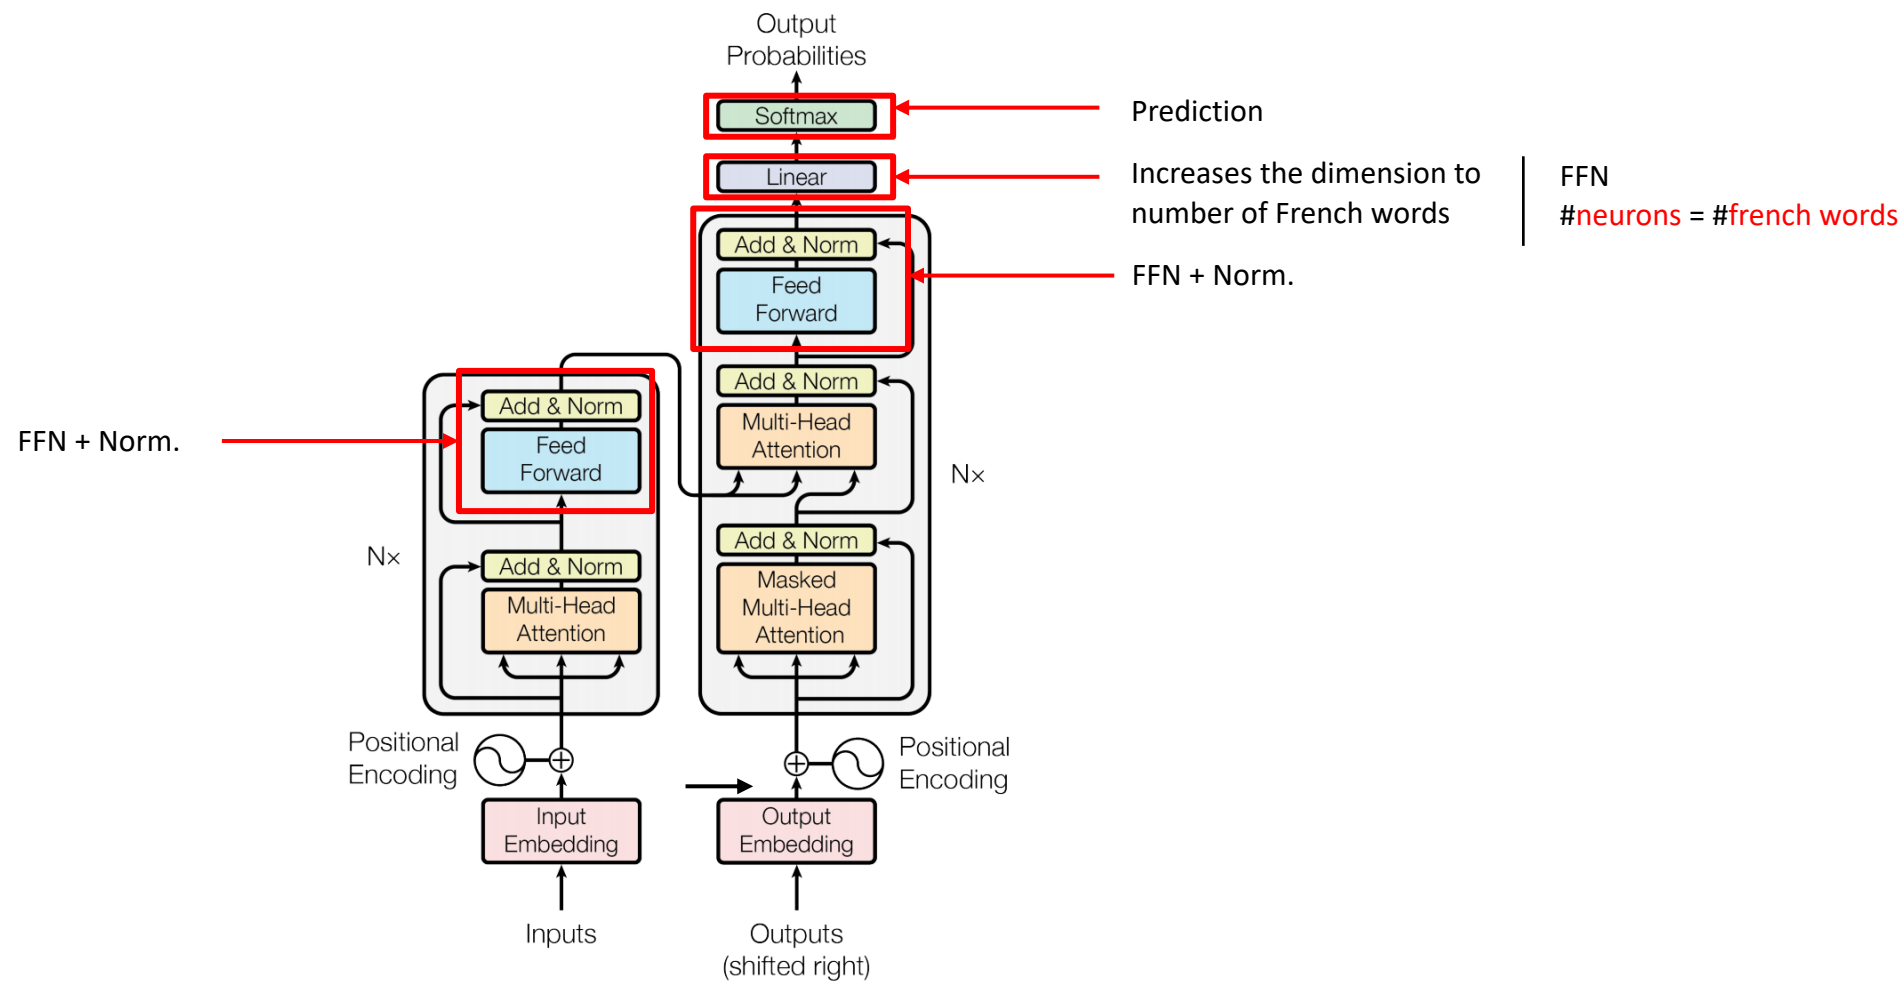 Output
Probabilities
Softmax
Prediction
Linear
Increases the dimension to
number of French words
FFN
#neurons = #french words
Add & Norm
Feed
Forward
FFN + Norm.
Add & Norm
Multi-Head
Attention
Nx
Add & Norm
Masked
Multi-Head
Attention
FFN + Norm.
Add & Norm
Feed
Forward
Nx
Add & Norm
Multi-Head
Attention
Positional
Encoding
Positional
Encoding
Input
Embedding
Output
Embedding
Inputs
Outputs
(shifted right)